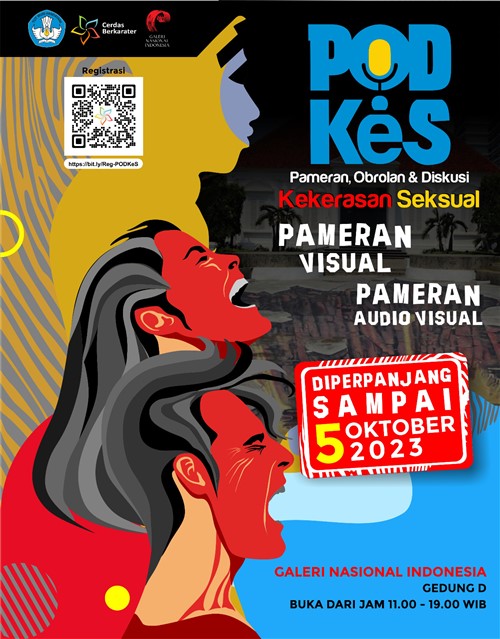 Cerdas
Berkarater
GALERI
NASIONAL
INDONESIA
Registrasi
https://bit.ly/Reg-PODKeS
POD
KeS
Pameran, Obrolan & Diskusi
Kekerasan Seksual
PAMERAN
VISUAL
PAMERAN
AUDIO VISUAL
DIPERPANJANG
SAMPAI
5 OKTOBER
2023
GALERI NASIONAL INDONESIA
GEDUNG D
BUKA DARI JAM 11.00 - 19.00 WIB